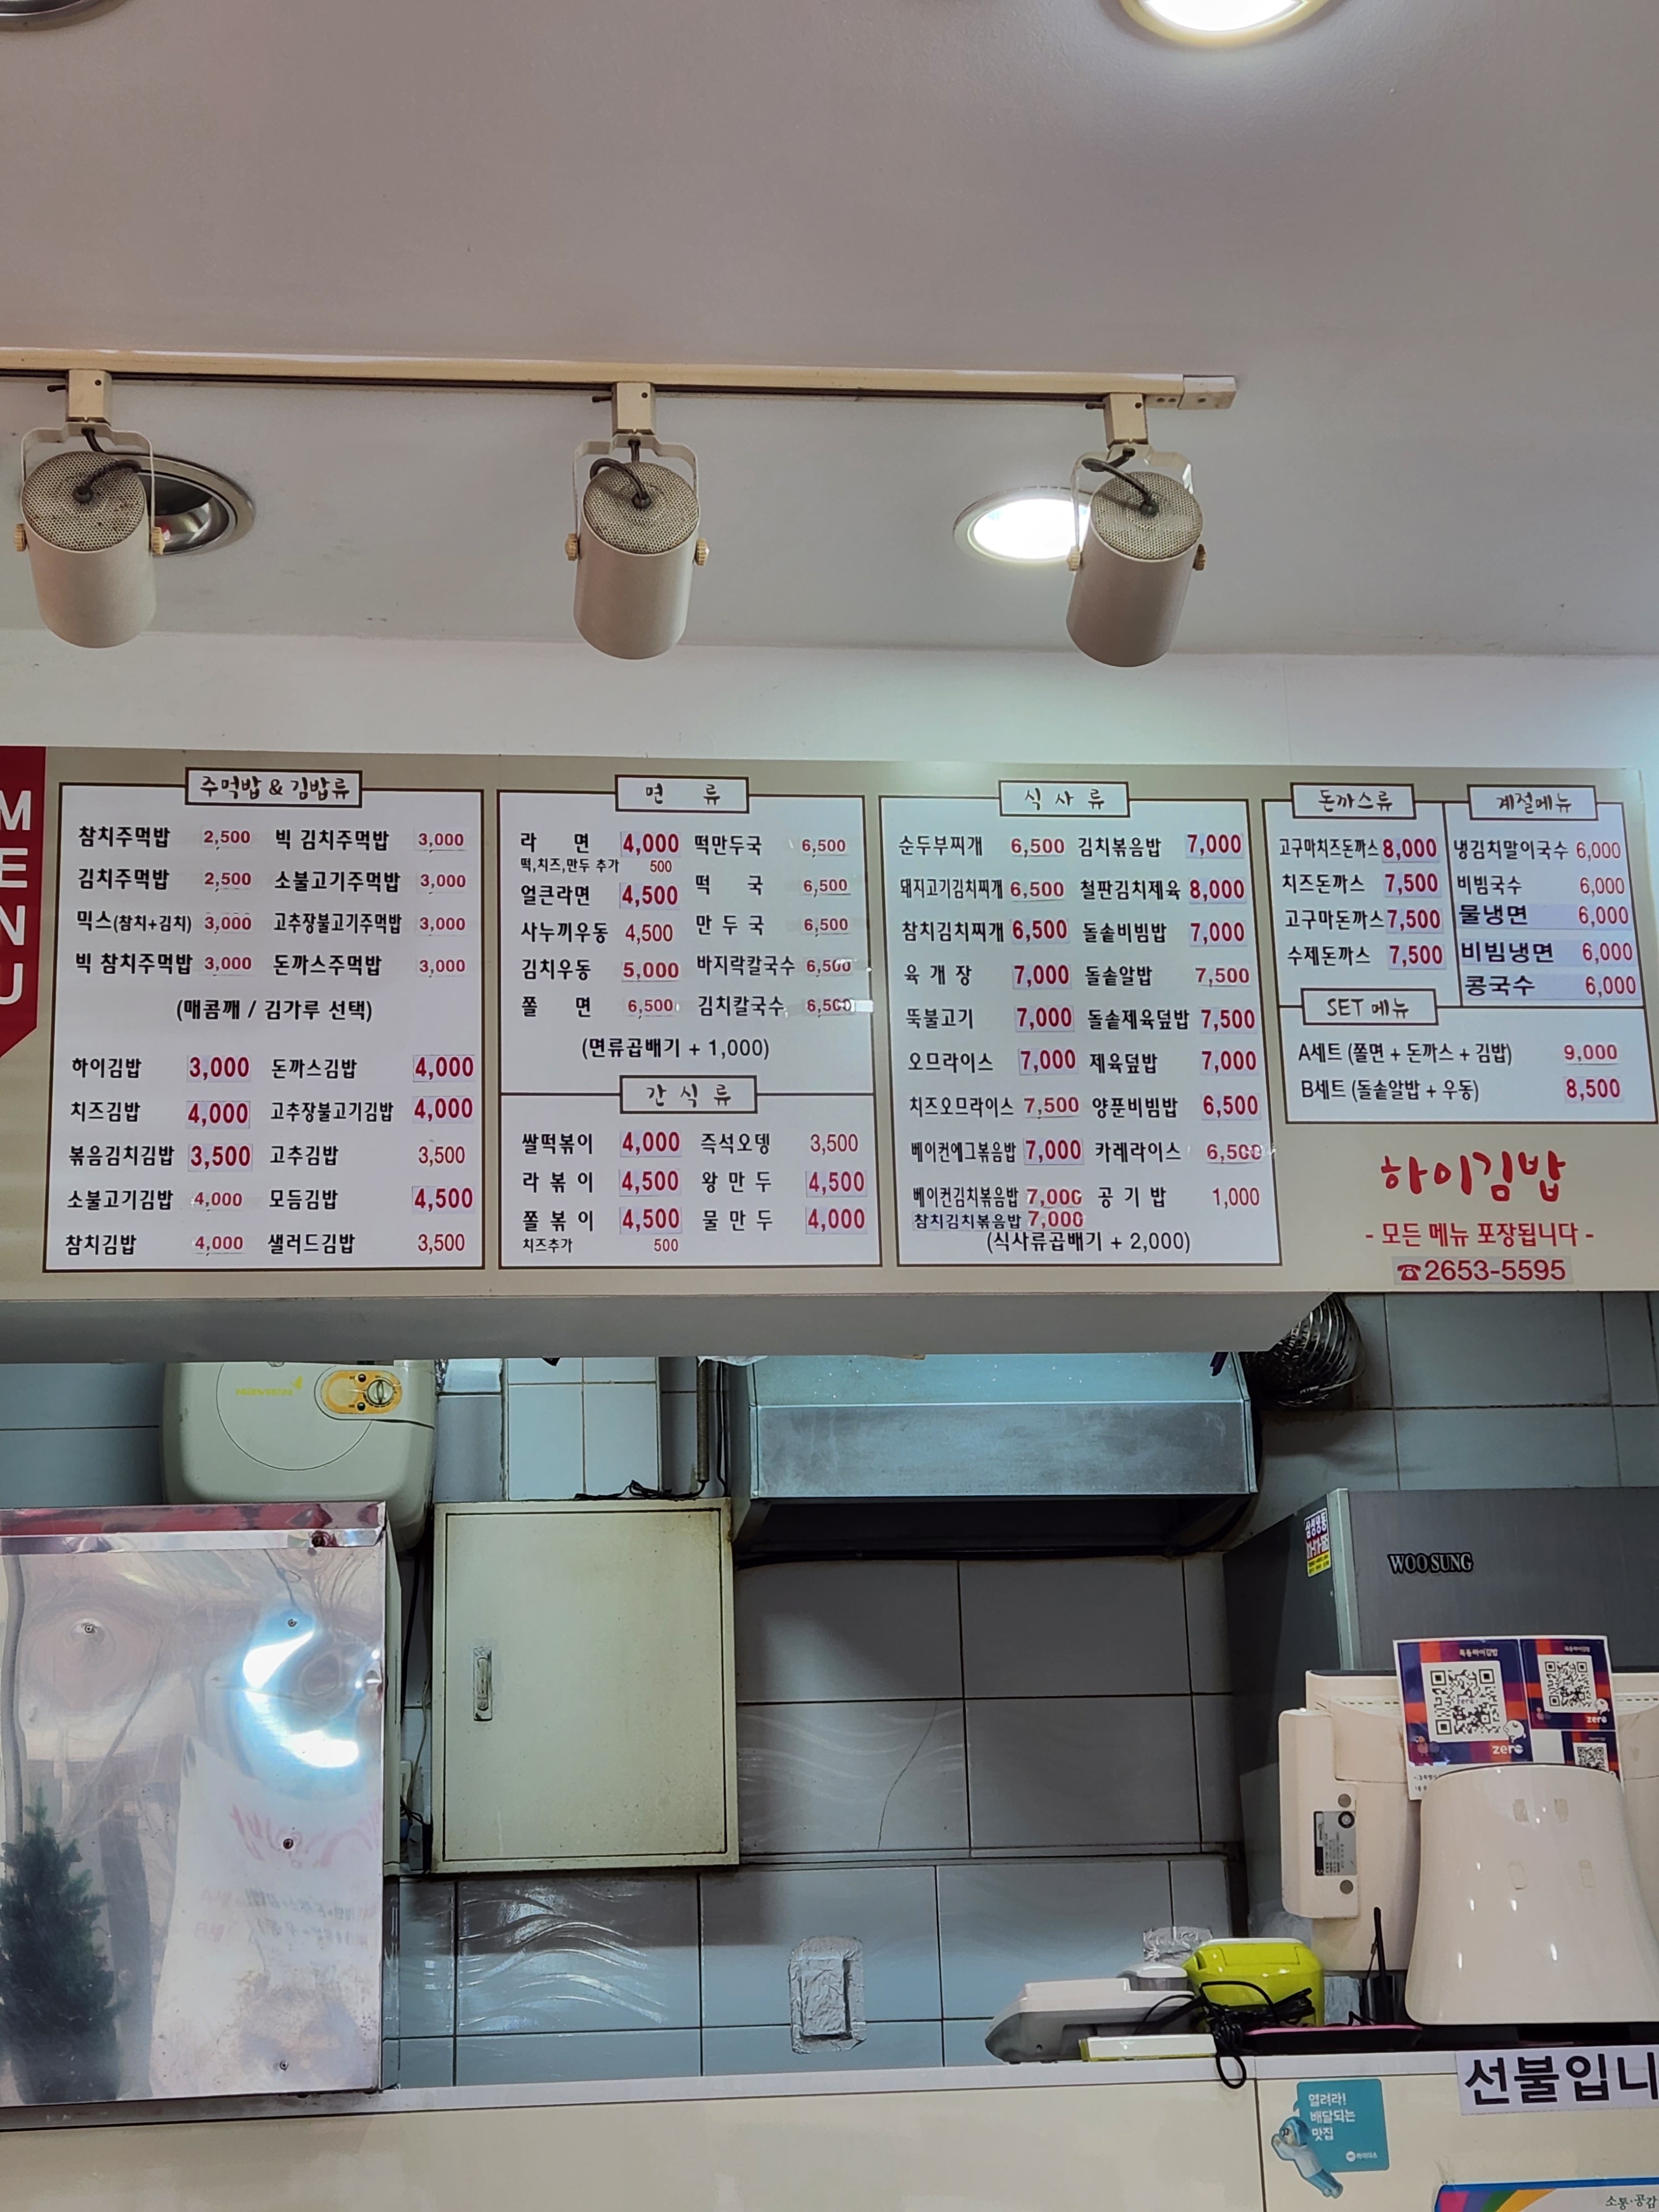 MENU
주먹밥 & 김밥류
참치주먹밥 2,500 빅 김치주먹밥 3,000
김치주먹밥 2,500 소불고기주먹밥 3,000
믹스(참치+김치) 3,000 고추장불고기주먹밥 3,000
빅 참치주먹밥 3,000 돈까스주먹밥 3,000
(매콤깨 / 김가루 선택)
하이김밥 3,000 돈까스김밥 4,000
치즈김밥 4,000 고추장불고기김밥 4,000
볶음김치김밥 3,500 고추김밥 3,500
소불고기김밥 4,000 모듬김밥 4,500
참치김밥 4,000 샐러드김밥 3,500
면 류
라 면 4,000 떡만두국 6,500
떡,치즈,만두 추가 500
얼큰라면 4,500 떡 국 6,500
사누끼우동 4,500 만 두 국 6,500
김치우동 5,000 바지락칼국수 6,500
쫄 면 6,500 김치칼국수 6,500
(면류곱배기 + 1,000)
간 식 류
쌀떡볶이 4,000 즉석오뎅 3,500
라 볶 이 4,500 왕 만 두 4,500
쫄 볶 이 4,500 물 만 두 4,000
치즈추가 500
식 사 류
순두부찌개 6,500 김치볶음밥 7,000
돼지고기김치찌개 6,500 철판김치제육 8,000
참치김치찌개 6,500 돌솥비빔밥 7,000
육 개 장 7,000 돌솥알밥 7,500
뚝불고기 7,000 돌솥제육덮밥 7,500
오므라이스 7,000 제육덮밥 7,000
치즈오므라이스 7,500 양푼비빔밥 6,500
베이컨에그볶음밥 7,000 카레라이스 6,500
베이컨김치볶음밥 7,000 공 기 밥 1,000
참치김치볶음밥 7,000
(식사류곱배기 + 2,000)
돈까스류
고구마치즈돈까스 8,000
치즈돈까스 7,500
고구마돈까스 7,500
수제돈까스 7,500
계절메뉴
냉김치말이국수 6,000
비빔국수 6,000
물냉면 6,000
비빔냉면 6,000
콩국수 6,000
SET 메뉴
A세트 (쫄면 + 돈까스 + 김밥) 9,000
B세트 (돌솥알밥 + 우동) 8,500
하이김밥
- 모든 메뉴 포장됩니다 -
☎2653-5595
WOO SUNG
목동하이김밥
zero
zero
선불입니
열려라!
배달되는
맛집
소통·공감